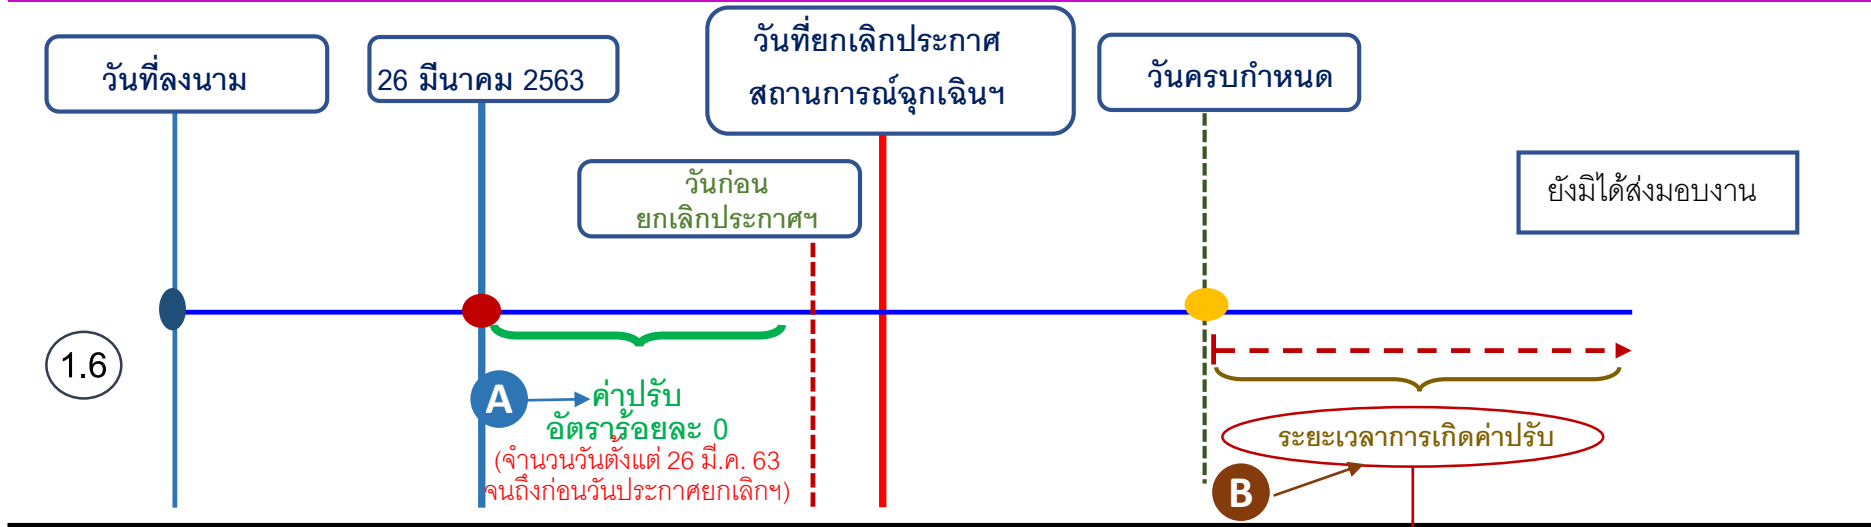 วันที่ลงนาม
26 มีนาคม 2563
วันที่ยกเลิกประกาศ
สถานการณ์ฉุกเฉินฯ
วันครบกำหนด
วันก่อน
ยกเลิกประกาศฯ
ยังมิได้ส่งมอบงาน
1.6
A
ค่าปรับ
อัตราร้อยละ 0
(จำนวนวันตั้งแต่ 26 มี.ค. 63
จนถึงก่อนวันประกาศยกเลิกฯ)
ระยะเวลาการเกิดค่าปรับ
B